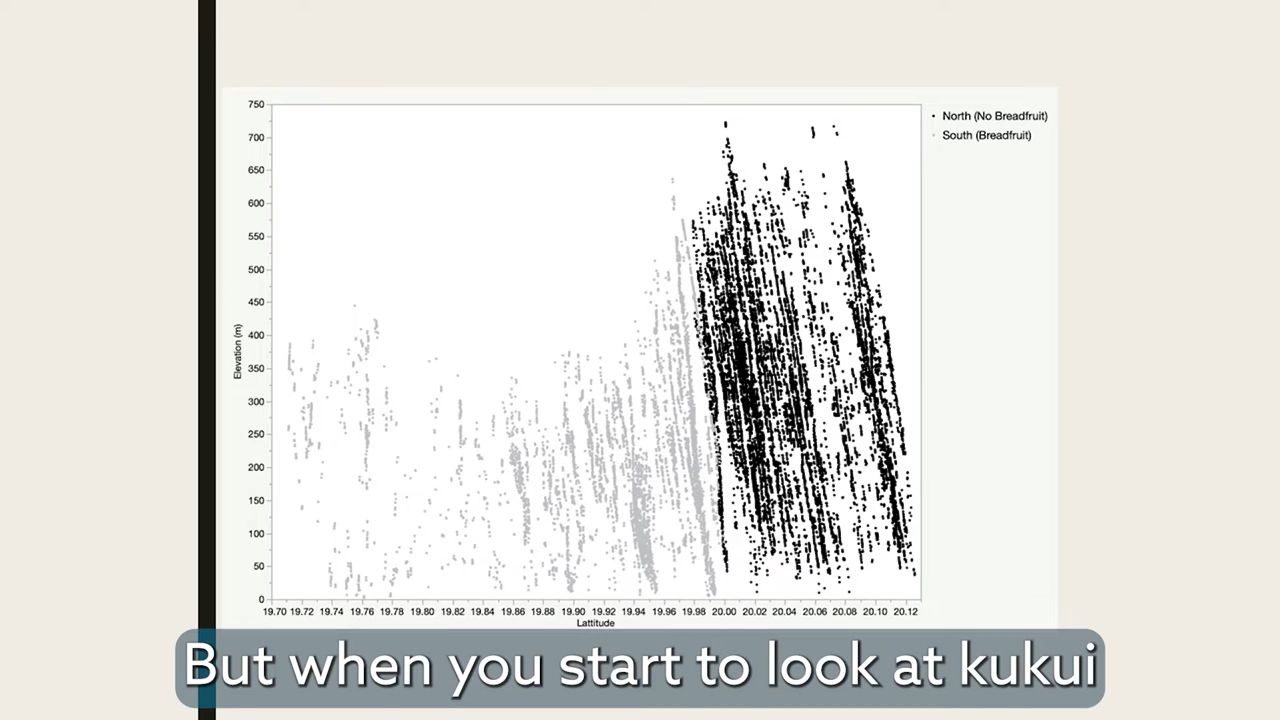 750
700
650
600
550
500
450
400
350
300
250
200
150
100
50
0
Elevation (m)
19.70 19.72 19.74 19.76 19.78 19.80 19.82 19.84 19.86 19.88 19.90 19.92 19.94 19.96 19.98 20.00 20.02 20.04 20.06 20.08 20.10 20.12
Lattitude
North (No Breadfruit)
South (Breadfruit)
But when you start to look at kukui